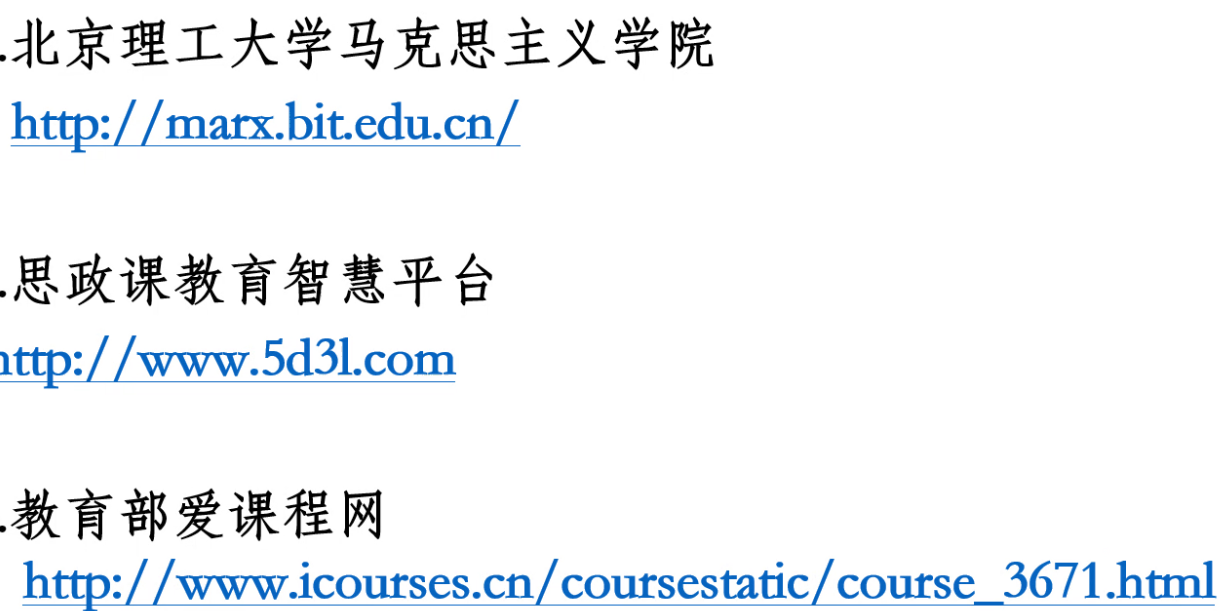 .北京理工大学马克思主义学院
http://marx.bit.edu.cn/
.思政课教育智慧平台
http://www.5d3l.com
.教育部爱课程网
http://www.icourses.cn/coursestatic/course_3671.html